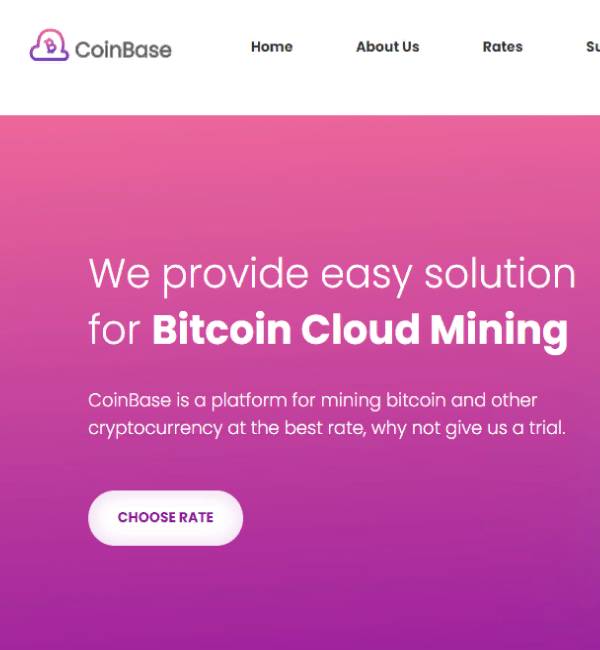 CoinBase
Home About Us Rates Su
We provide easy solution
for Bitcoin Cloud Mining
CoinBase is a platform for mining bitcoin and other
cryptocurrency at the best rate, why not give us a trial.
CHOOSE RATE